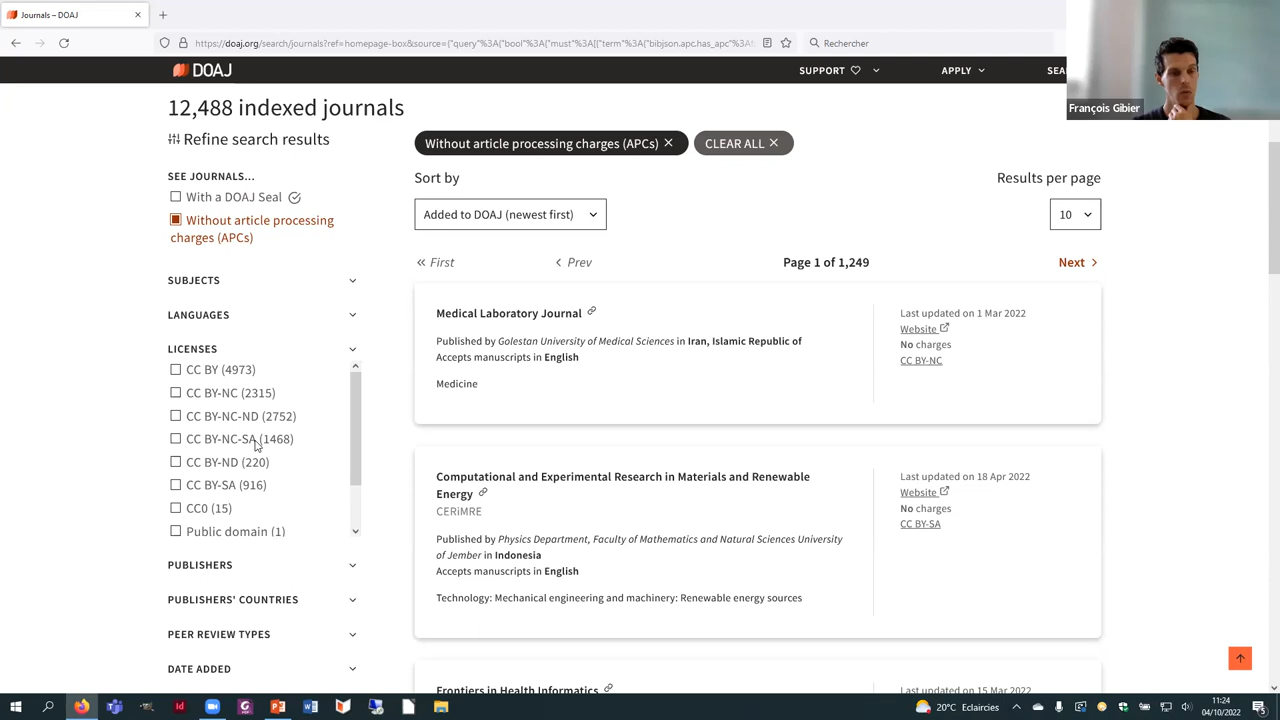 Journals – DOAJ
https://doaj.org/search/journals?ref=homepage-box&source={"query"%3A{"bool"%3A{"must"%3A[{"term"%3A{"bibjson.apc.has_apc"%3A
Rechercher
DOAJ
SUPPORT
APPLY
SEA
François Gibier
12,488 indexed journals
Refine search results
SEE JOURNALS...
With a DOAJ Seal
Without article processing
charges (APCs)
SUBJECTS
LANGUAGES
LICENSES
CC BY (4973)
CC BY-NC (2315)
CC BY-NC-ND (2752)
CC BY-NC-SA (1468)
CC BY-ND (220)
CC BY-SA (916)
CC0 (15)
Public domain (1)
PUBLISHERS
PUBLISHERS' COUNTRIES
PEER REVIEW TYPES
DATE ADDED
Without article processing charges (APCs)
CLEAR ALL
Sort by
Results per page
Added to DOAJ (newest first)
10
First
Prev
Page 1 of 1,249
Next
Medical Laboratory Journal
Published by Golestan University of Medical Sciences in Iran, Islamic Republic of
Accepts manuscripts in English
Medicine
Last updated on 1 Mar 2022
Website
No charges
CC BY-NC
Computational and Experimental Research in Materials and Renewable
Energy
CERiMRE
Published by Physics Department, Faculty of Mathematics and Natural Sciences University
of Jember in Indonesia
Accepts manuscripts in English
Technology: Mechanical engineering and machinery: Renewable energy sources
Last updated on 18 Apr 2022
Website
No charges
CC BY-SA
Frontiers in Health Informatics
Last updated on 15 Mar 2022
20°C Eclaircies
11:24
04/10/2022